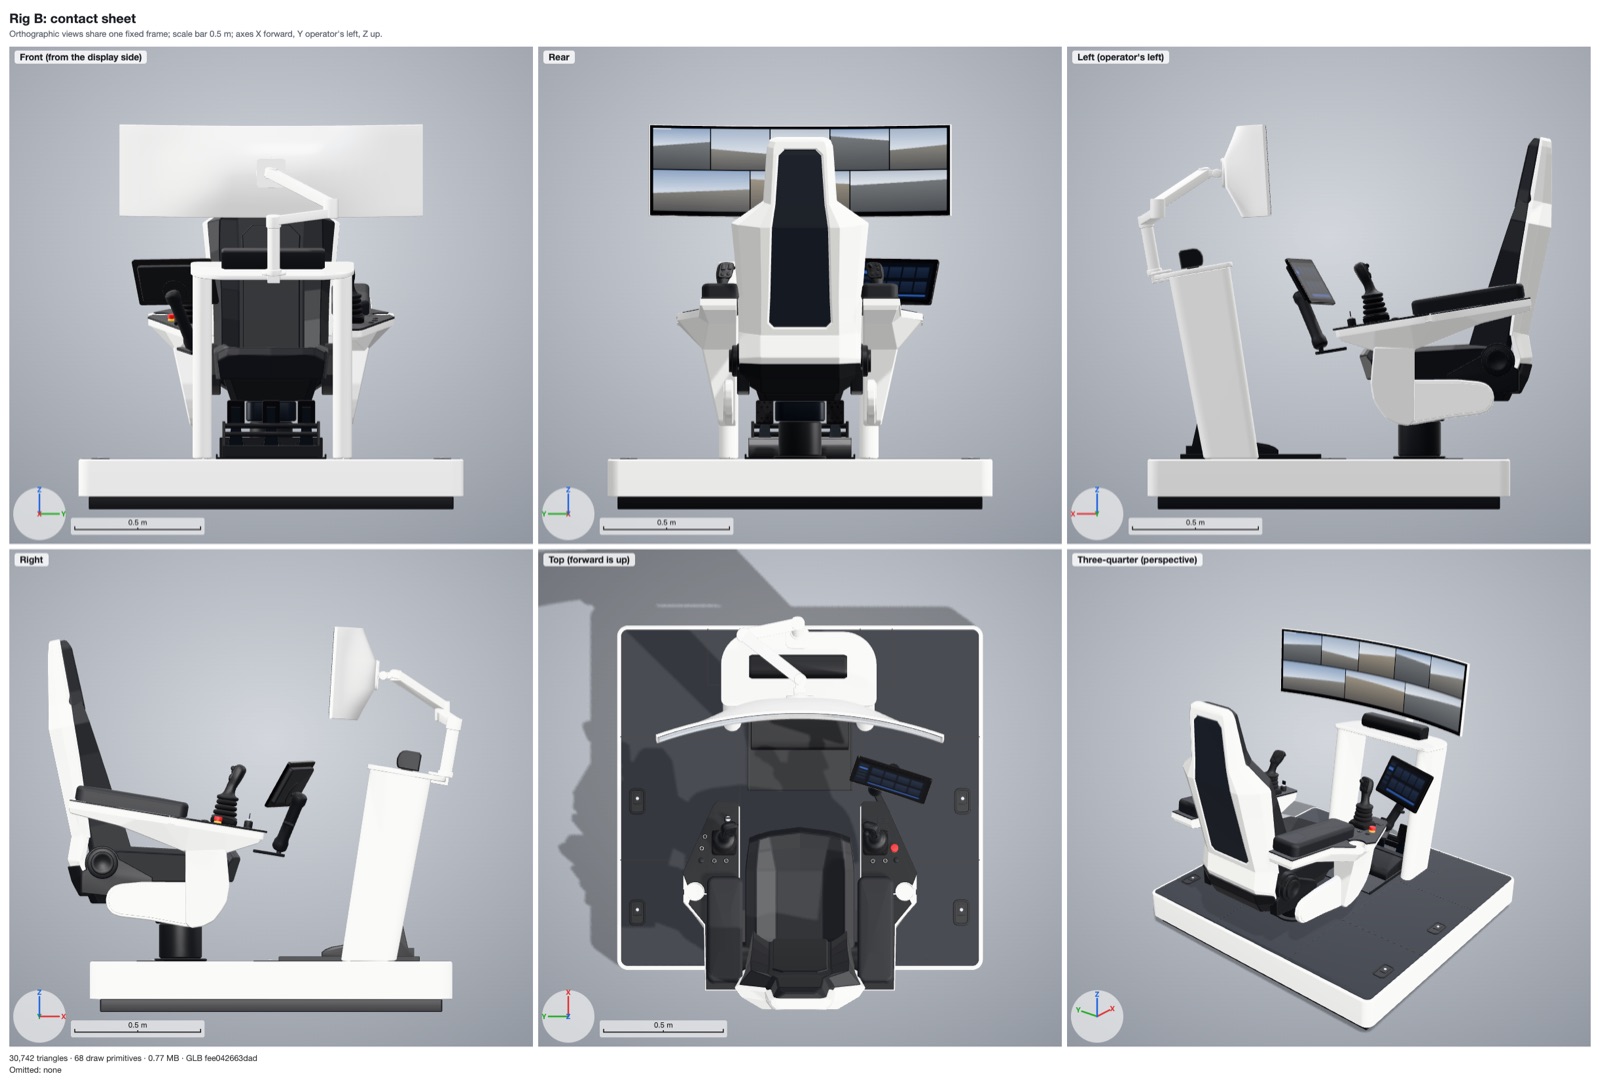 Rig B: contact sheet
Orthographic views share one fixed frame; scale bar 0.5 m; axes X forward, Y operator's left, Z up.
Front (from the display side)
Rear
Left (operator's left)
Z
X
Y
0.5 m
Z
Y
X
0.5 m
Z
X
Y
0.5 m
Right
Top (forward is up)
Three-quarter (perspective)
Z
Y
X
0.5 m
X
Y
Z
0.5 m
Z
Y
X
30,742 triangles · 68 draw primitives · 0.77 MB · GLB fee042663dad
Omitted: none